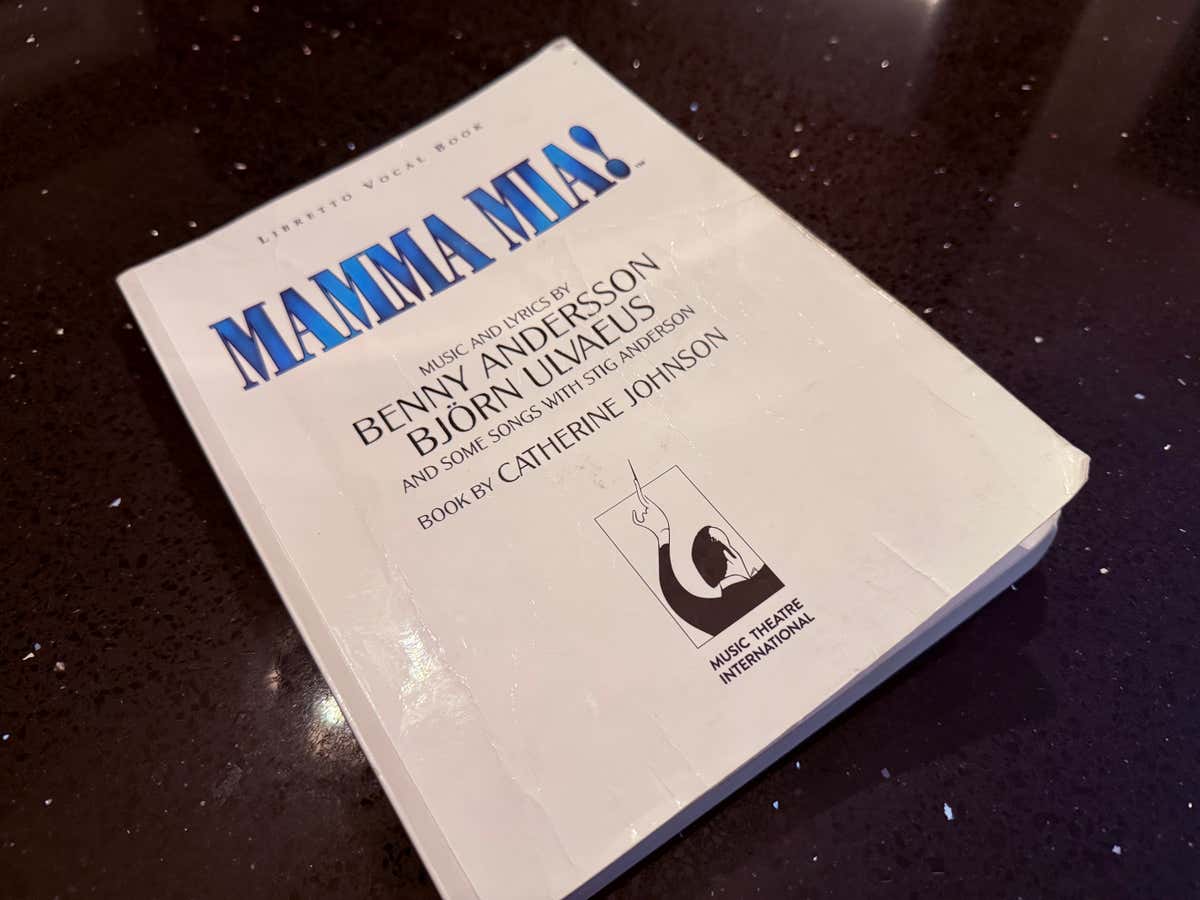 LIBRETTO VOCAL BOOK
MAMMA MIA!™
MUSIC AND LYRICS BY
BENNY ANDERSSON
BJÖRN ULVAEUS
AND SOME SONGS WITH STIG ANDERSON
BOOK BY CATHERINE JOHNSON
MUSIC THEATRE
INTERNATIONAL